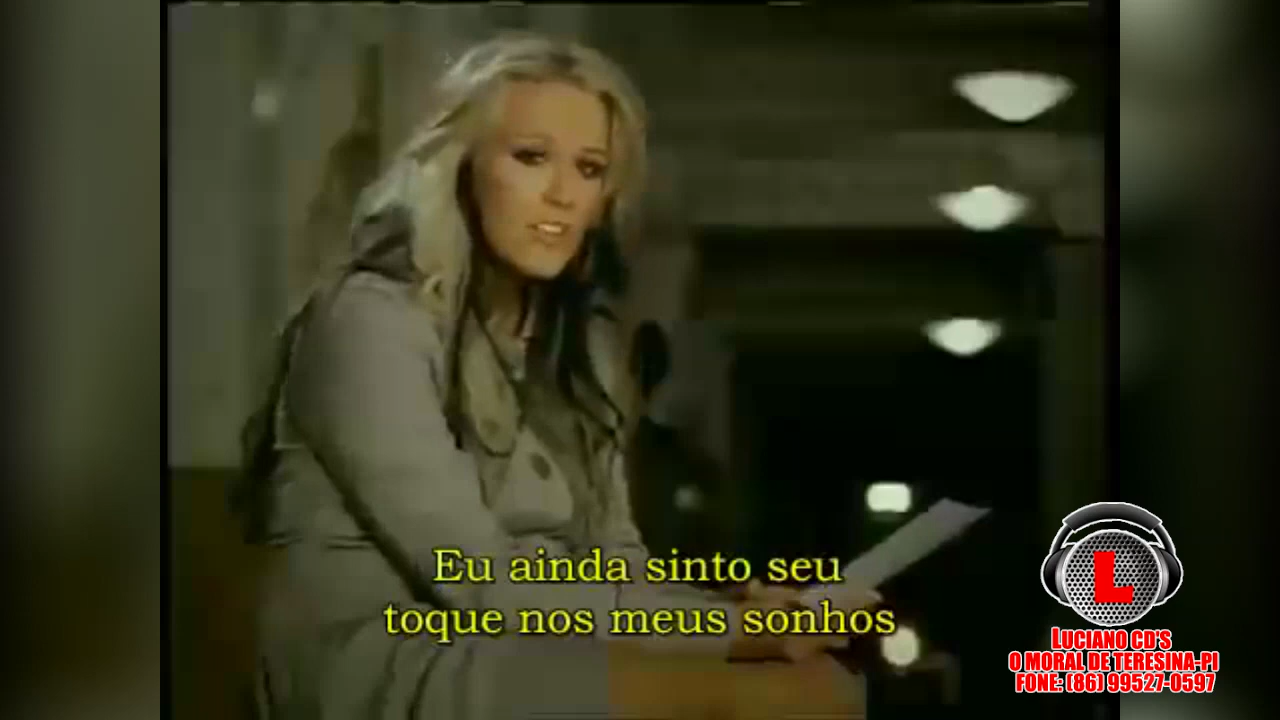 Eu ainda sinto seu
toque nos meus sonhos
L
LUCIANO CD'S
O MORAL DE TERESINA-PI
FONE: (86) 99527-0597